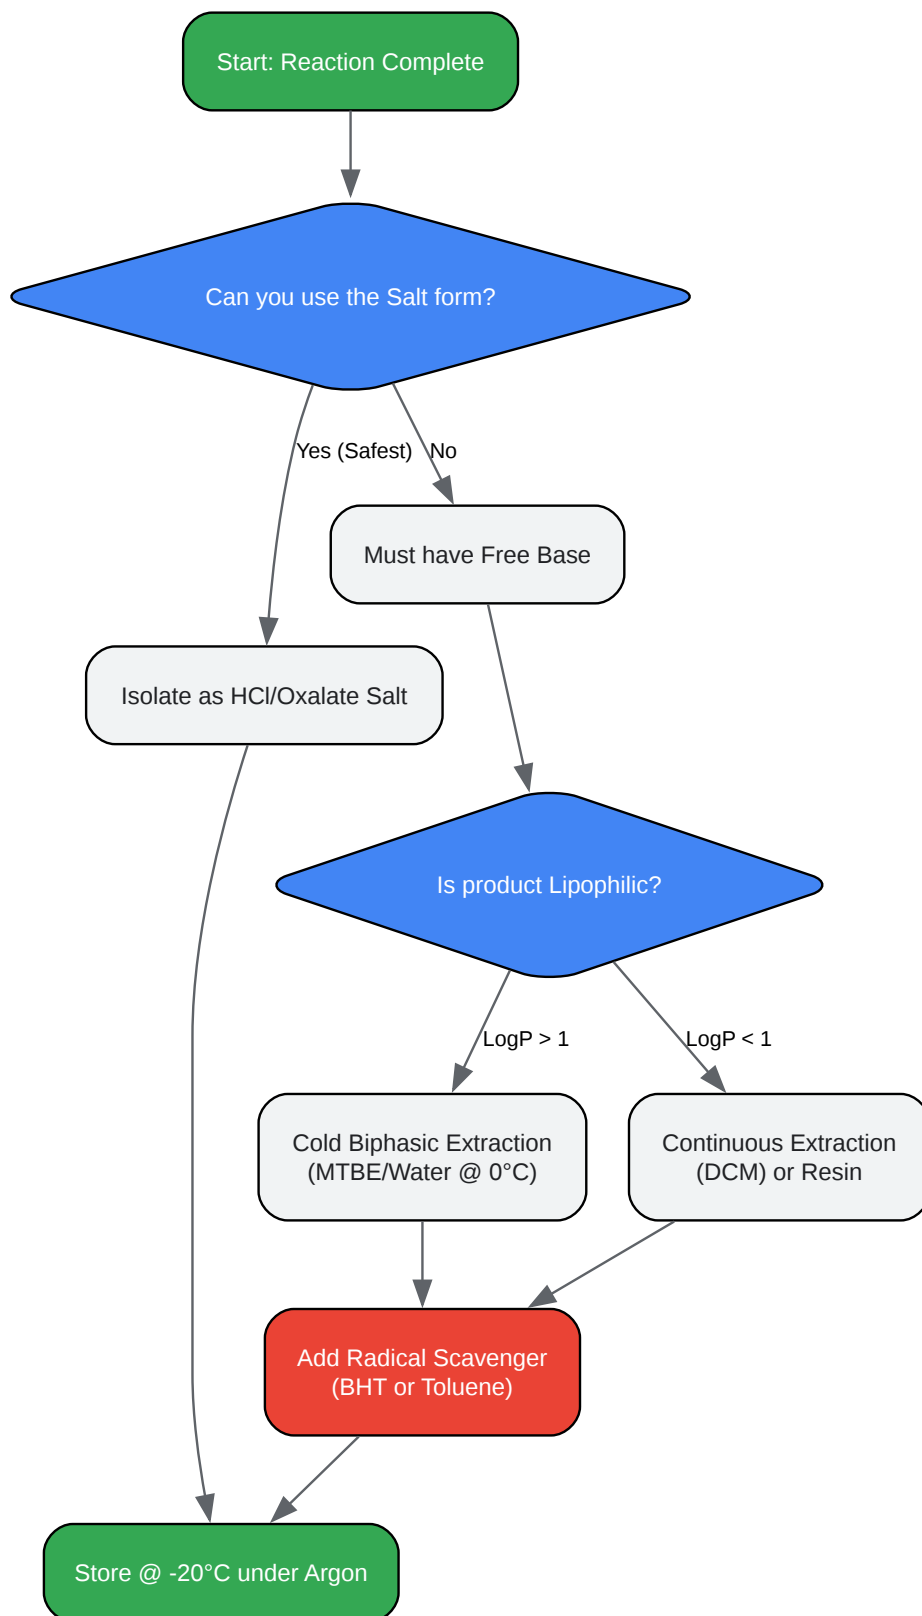 Start: Reaction Complete
Can you use the Salt form?
Yes (Safest)
No
Must have Free Base
Isolate as HCl/Oxalate Salt
Is product Lipophilic?
LogP > 1
LogP < 1
Cold Biphasic Extraction
(MTBE/Water @ 0°C)
Continuous Extraction
(DCM) or Resin
Add Radical Scavenger
(BHT or Toluene)
Store @ -20°C under Argon